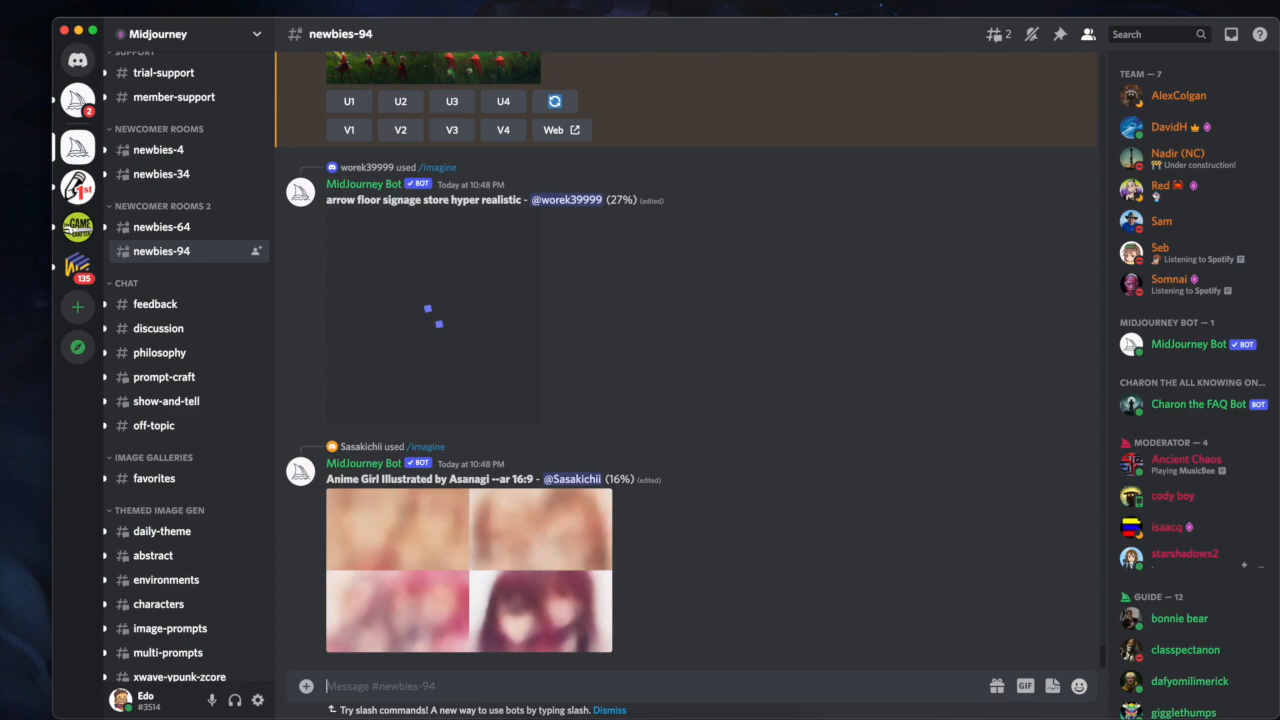 Midjourney
SUPPORT
trial-support
member-support
NEWCOMER ROOMS
newbies-4
newbies-34
NEWCOMER ROOMS 2
newbies-64
newbies-94
CHAT
feedback
discussion
philosophy
prompt-craft
show-and-tell
off-topic
IMAGE GALLERIES
favorites
THEMED IMAGE GEN
daily-theme
abstract
environments
characters
image-prompts
multi-prompts
xwave-ypunk-zcore
Edo
#3514
2
1st
THE GAME CRAFTER
135
newbies-94
2
Search
U1 U2 U3 U4
V1 V2 V3 V4 Web
worek39999 used /imagine
MidJourney Bot BOT Today at 10:48 PM
arrow floor signage store hyper realistic - @worek39999 (27%) (edited)
Sasakichii used /imagine
MidJourney Bot BOT Today at 10:48 PM
Anime Girl Illustrated by Asanagi --ar 16:9 - @Sasakichii (16%) (edited)
Message #newbies-94
GIF
Try slash commands! A new way to use bots by typing slash. Dismiss
TEAM — 7
AlexColgan
DavidH
Nadir (NC)
Under construction!
Red
Sam
Seb
Listening to Spotify
Somnai
Listening to Spotify
MIDJOURNEY BOT — 1
MidJourney Bot BOT
CHARON THE ALL KNOWING ON...
Charon the FAQ Bot BOT
MODERATOR — 4
Ancient Chaos
Playing MusicBee
cody boy
isaacq
starshadowx2
. ...
GUIDE — 12
bonnie bear
classpectanon
dafyomilimerick
gigglethumps